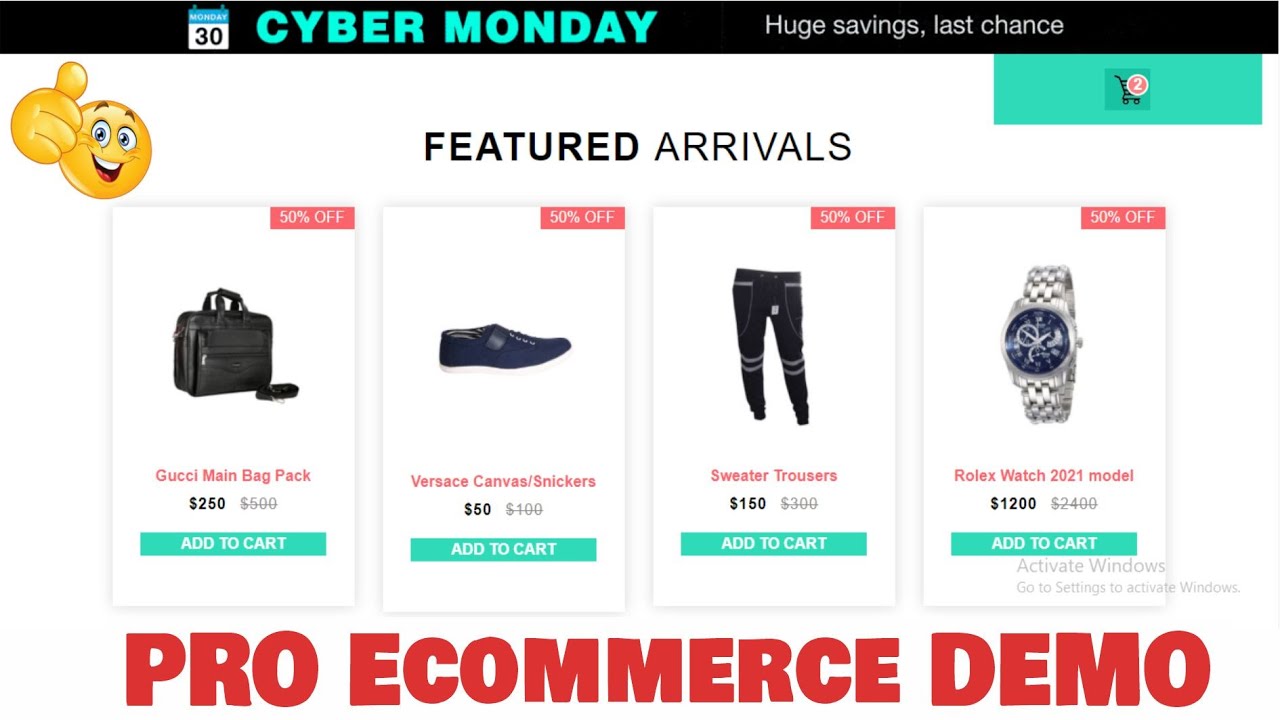 MONDAY
30
CYBER MONDAY
Huge savings, last chance
2
FEATURED ARRIVALS
50% OFF
50% OFF
50% OFF
50% OFF
Gucci Main Bag Pack
$250 $500
ADD TO CART
Versace Canvas/Snickers
$50 $100
ADD TO CART
Sweater Trousers
$150 $300
ADD TO CART
Rolex Watch 2021 model
$1200 $2400
ADD TO CART
Activate Windows
Go to Settings to activate Windows.
PRO ECOMMERCE DEMO